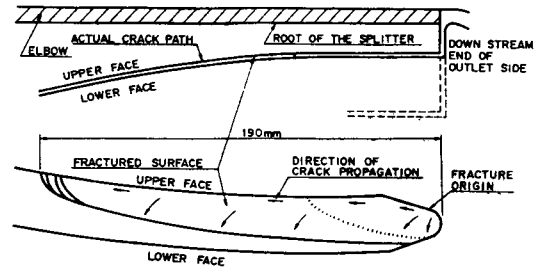 ELBOW
ACTUAL CRACK PATH
ROOT OF THE SPLITTER
DOWN STREAM
END OF
OUTLET SIDE
UPPER FACE
LOWER FACE
190mm
FRACTURED SURFACE
DIRECTION OF
CRACK PROPAGATION
UPPER FACE
FRACTURE
ORIGIN
LOWER FACE